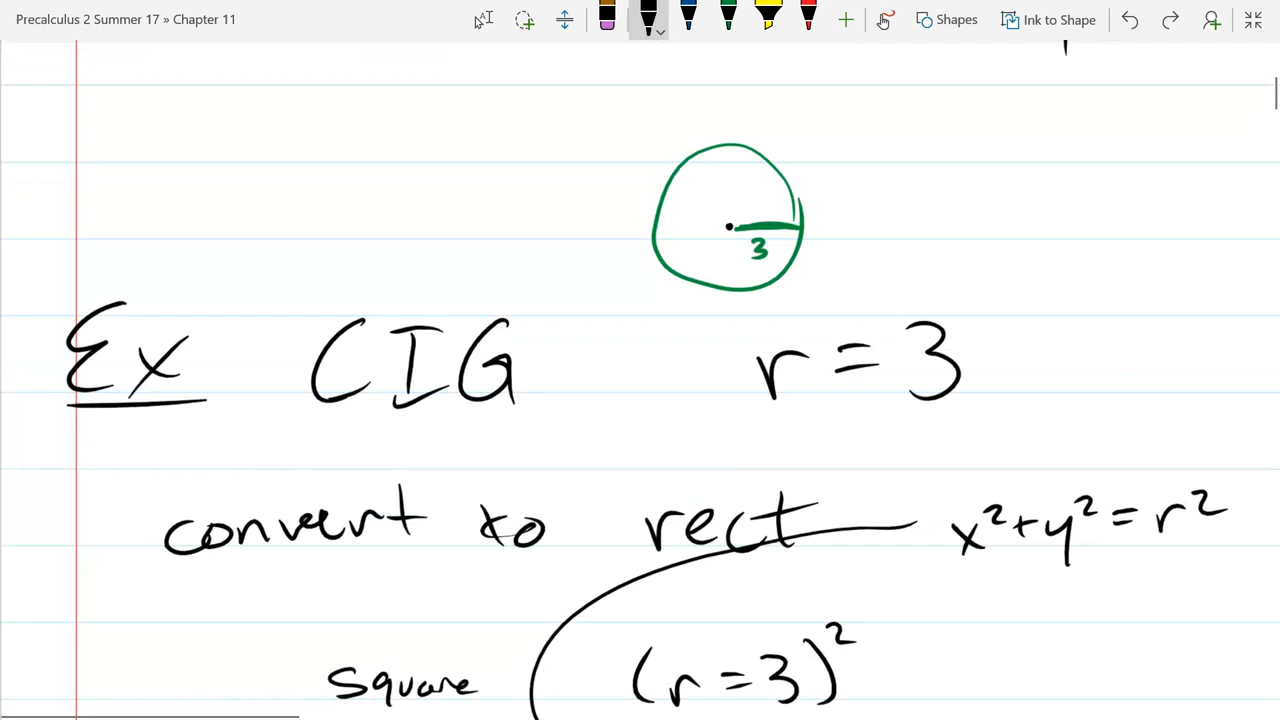 Precalculus 2 Summer 17 » Chapter 11
Shapes
Ink to Shape
3
Ex CIG r = 3
convert to rect x² + y² = r²
square (r = 3)²